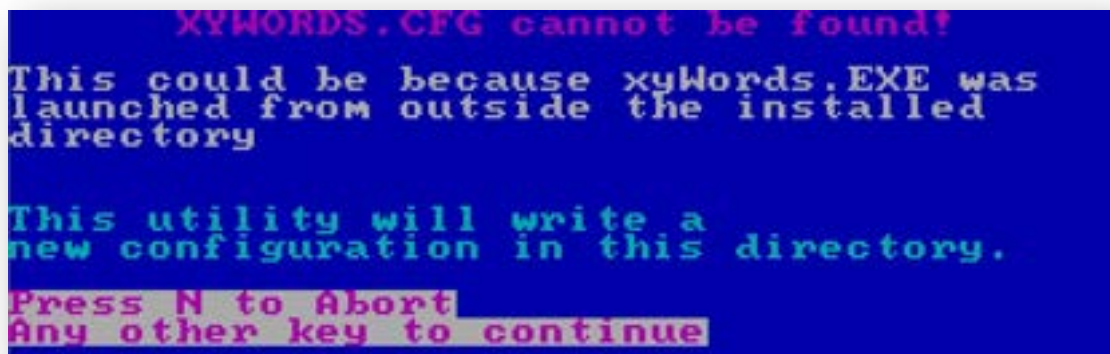 XYWORDS.CFG cannot be found!
This could be because xyWords.EXE was
launched from outside the installed
directory
This utility will write a
new configuration in this directory.
Press N to Abort
Any other key to continue